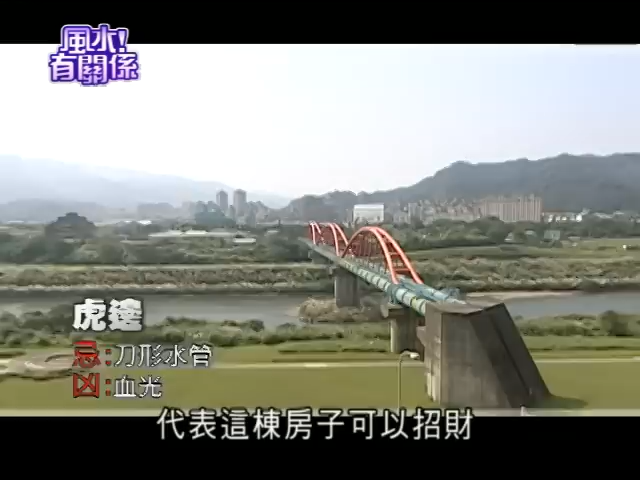 風水!
有關係
虎邊
忌:刀形水管
凶:血光
代表這棟房子可以招財